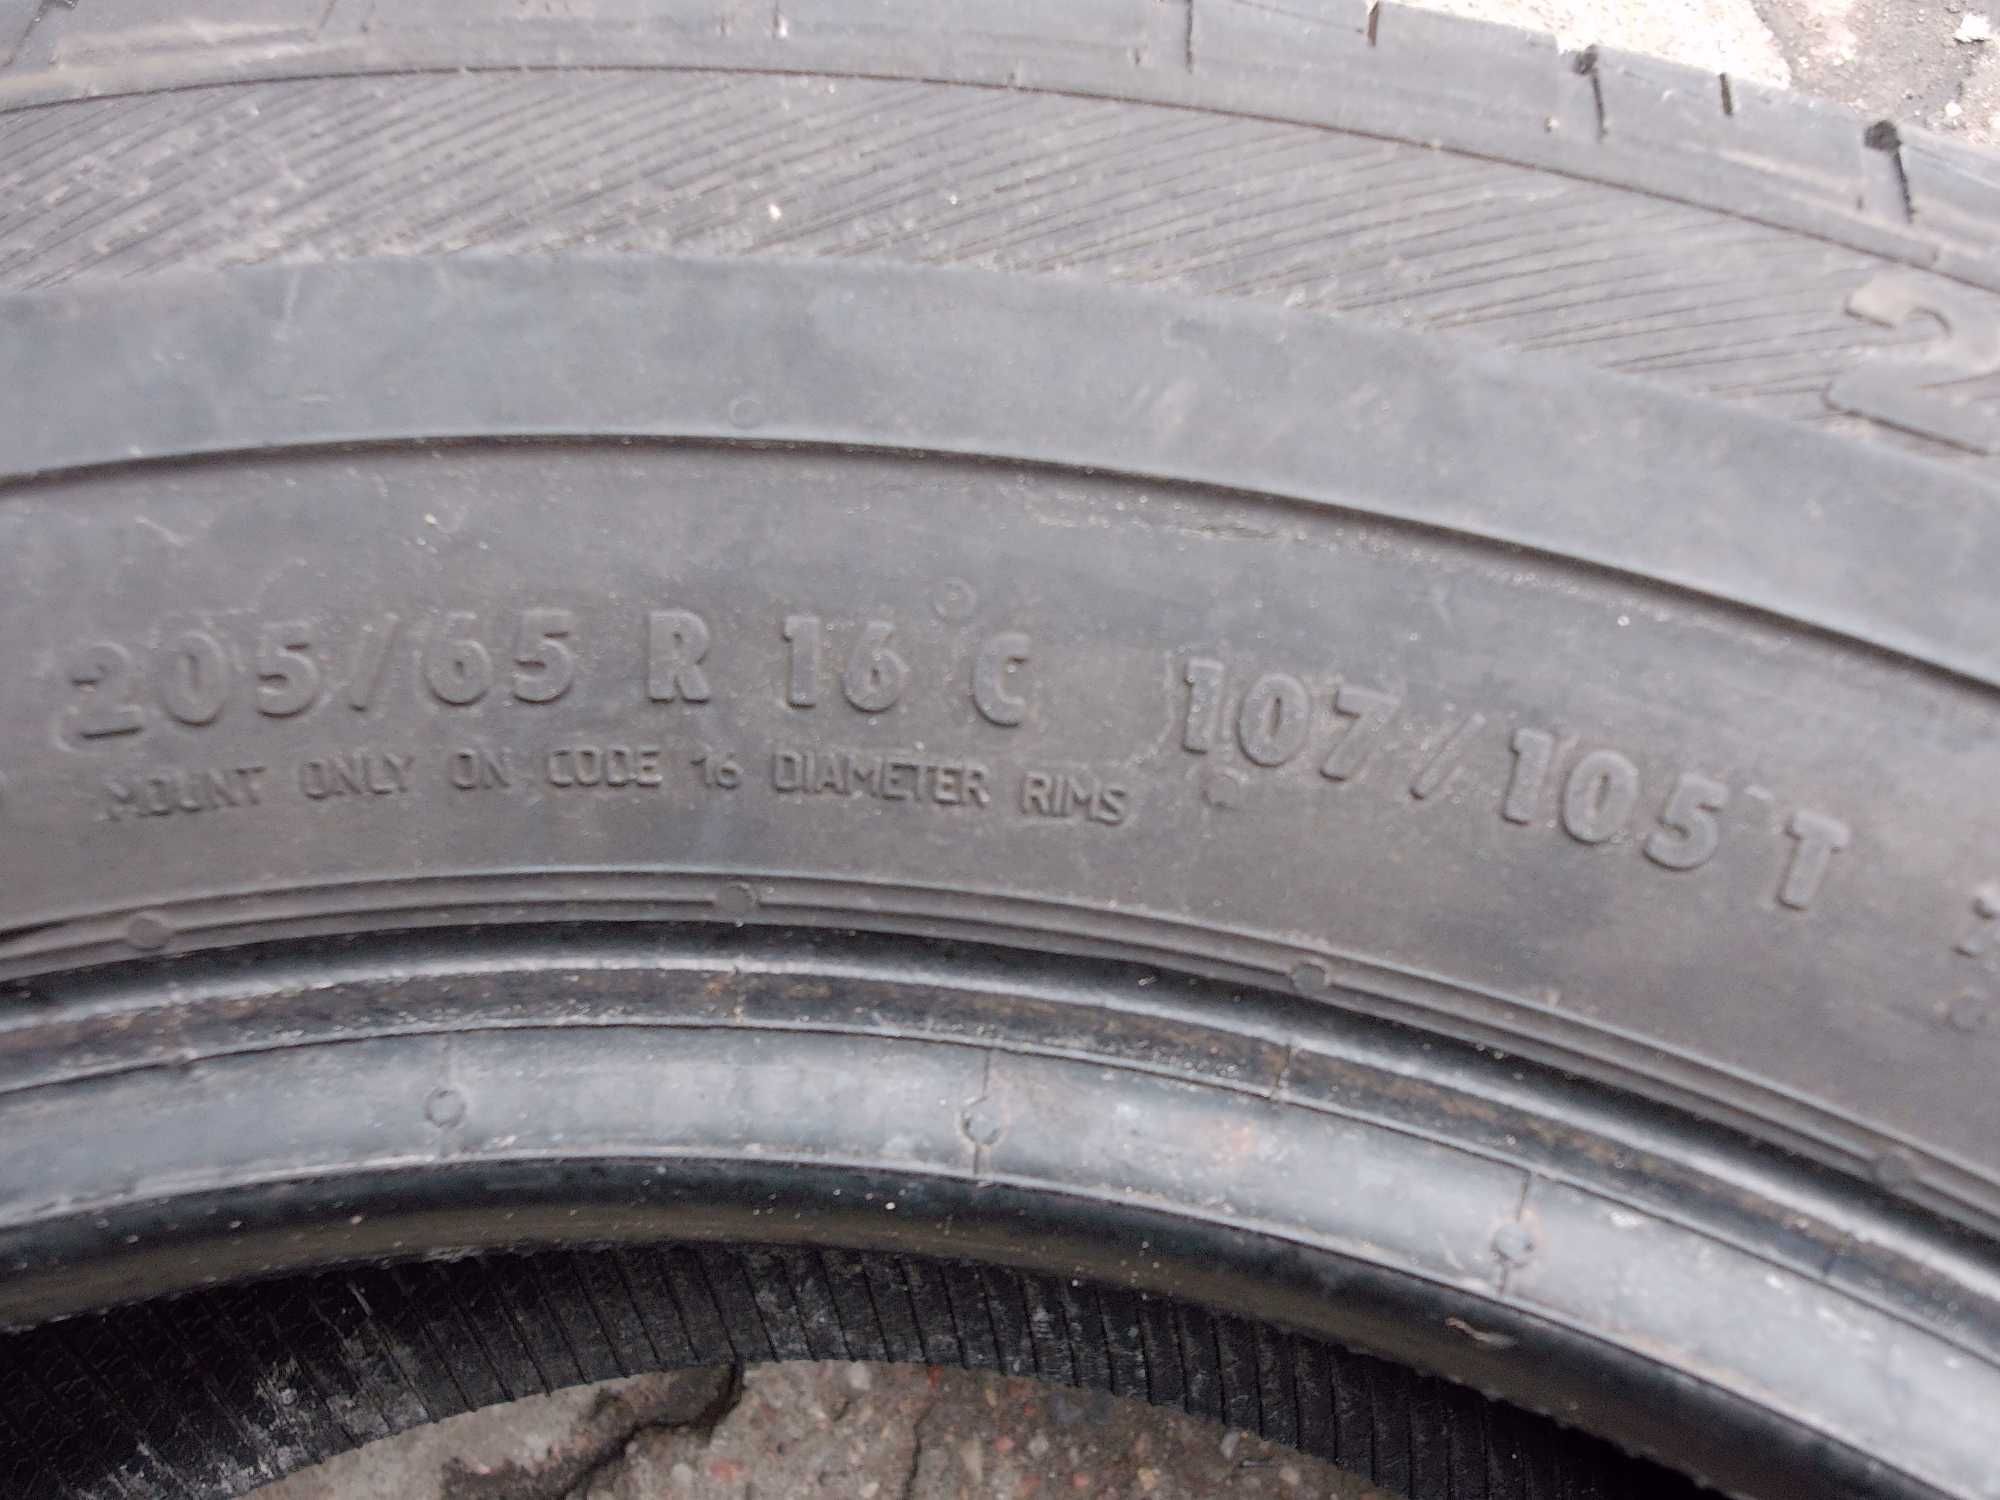 205/65 R 16 C 107/105 T
MOUNT ONLY ON CODE 16 DIAMETER RIMS